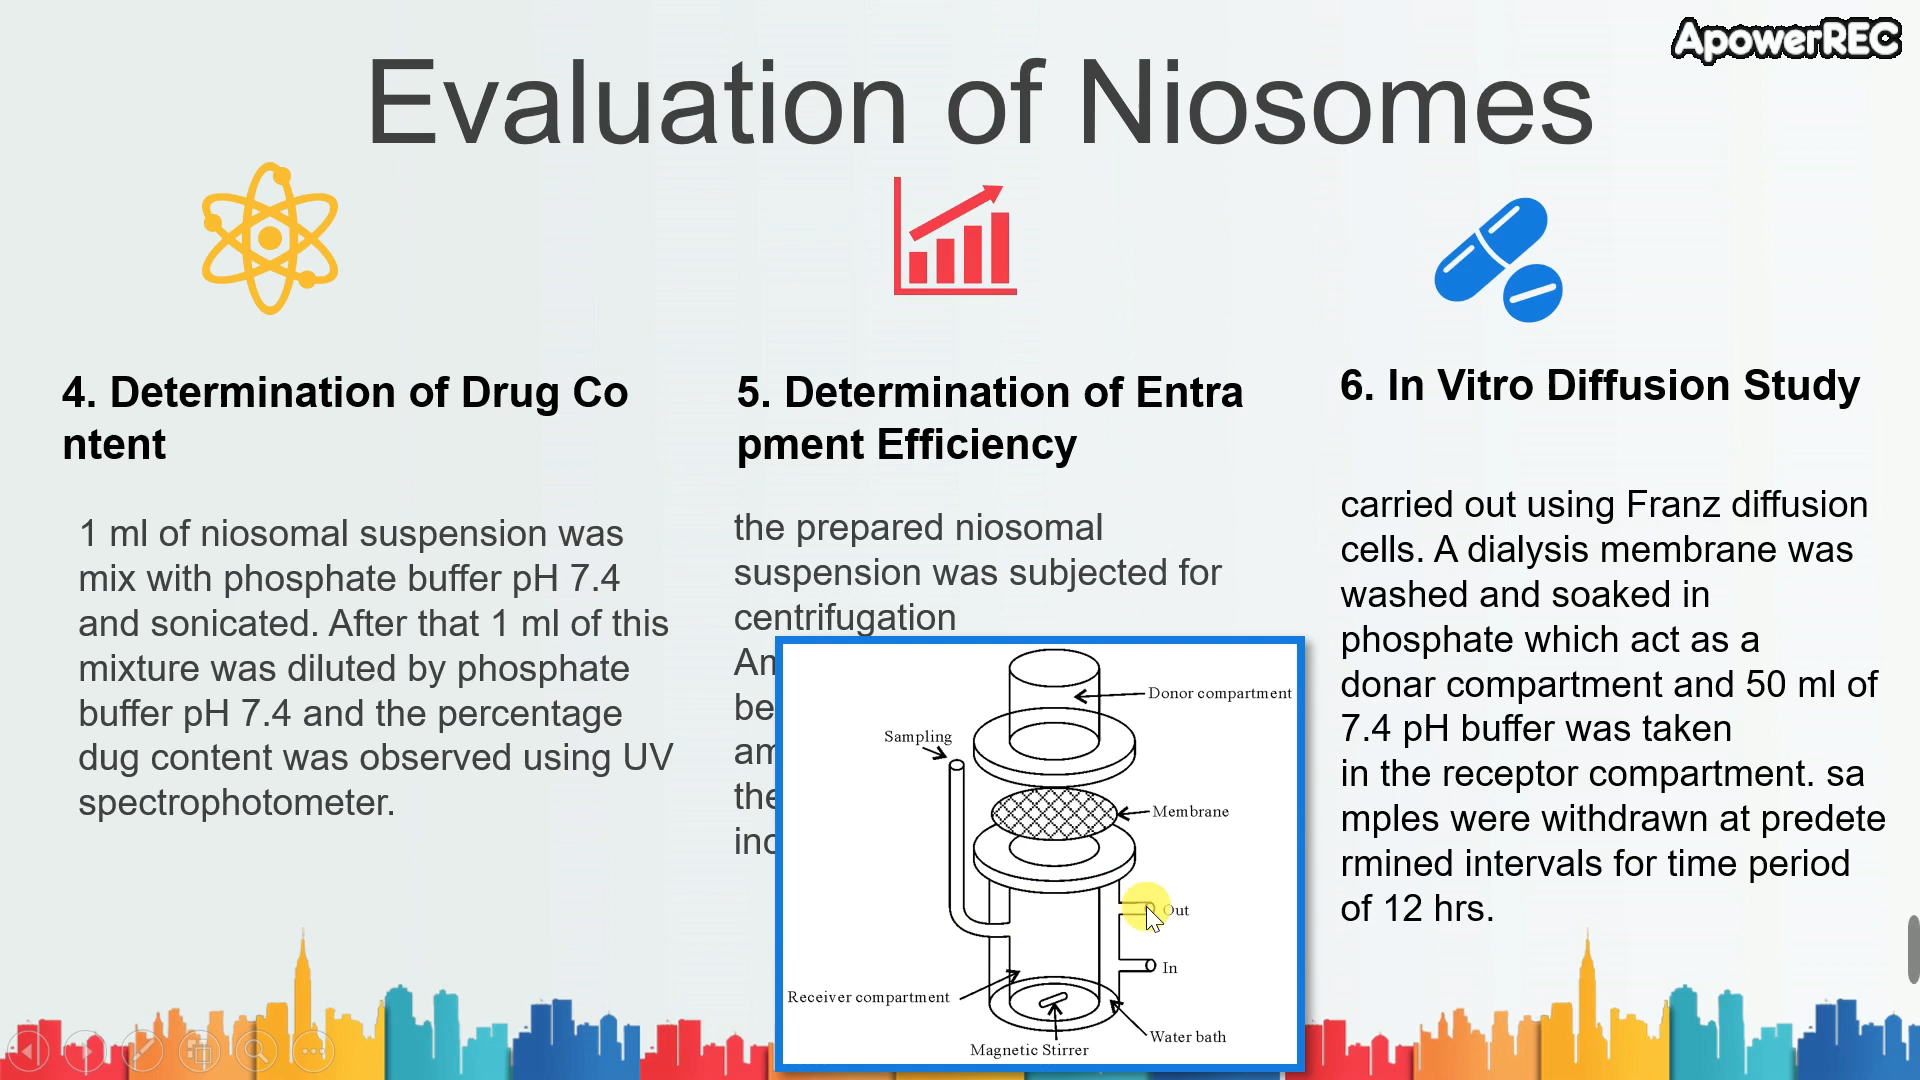 ApowerREC
Evaluation of Niosomes
4. Determination of Drug Co
ntent
1 ml of niosomal suspension was
mix with phosphate buffer pH 7.4
and sonicated. After that 1 ml of this
mixture was diluted by phosphate
buffer pH 7.4 and the percentage
dug content was observed using UV
spectrophotometer.
5. Determination of Entra
pment Efficiency
the prepared niosomal
suspension was subjected for
centrifugation
be
the
Donor compartment
Sampling
Membrane
Out
In
Receiver compartment
Water bath
Magnetic Stirrer
6. In Vitro Diffusion Study
carried out using Franz diffusion
cells. A dialysis membrane was
washed and soaked in
phosphate which act as a
donar compartment and 50 ml of
7.4 pH buffer was taken
in the receptor compartment. sa
mples were withdrawn at predete
rmined intervals for time period
of 12 hrs.